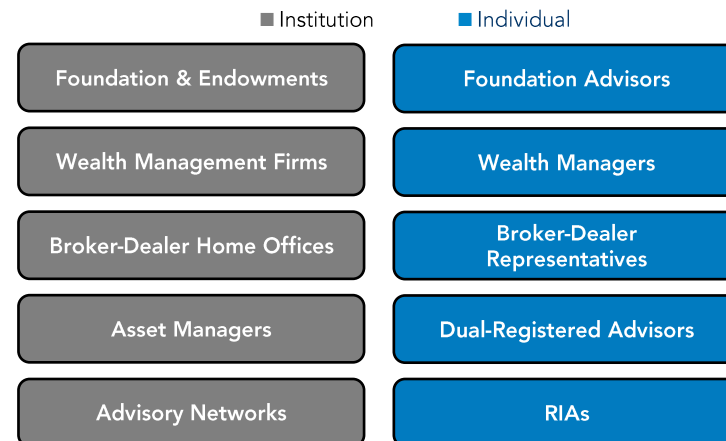 Institution Individual
Foundation & Endowments Foundation Advisors
Wealth Management Firms Wealth Managers
Broker-Dealer Home Offices Broker-Dealer
Representatives
Asset Managers Dual-Registered Advisors
Advisory Networks RIAs